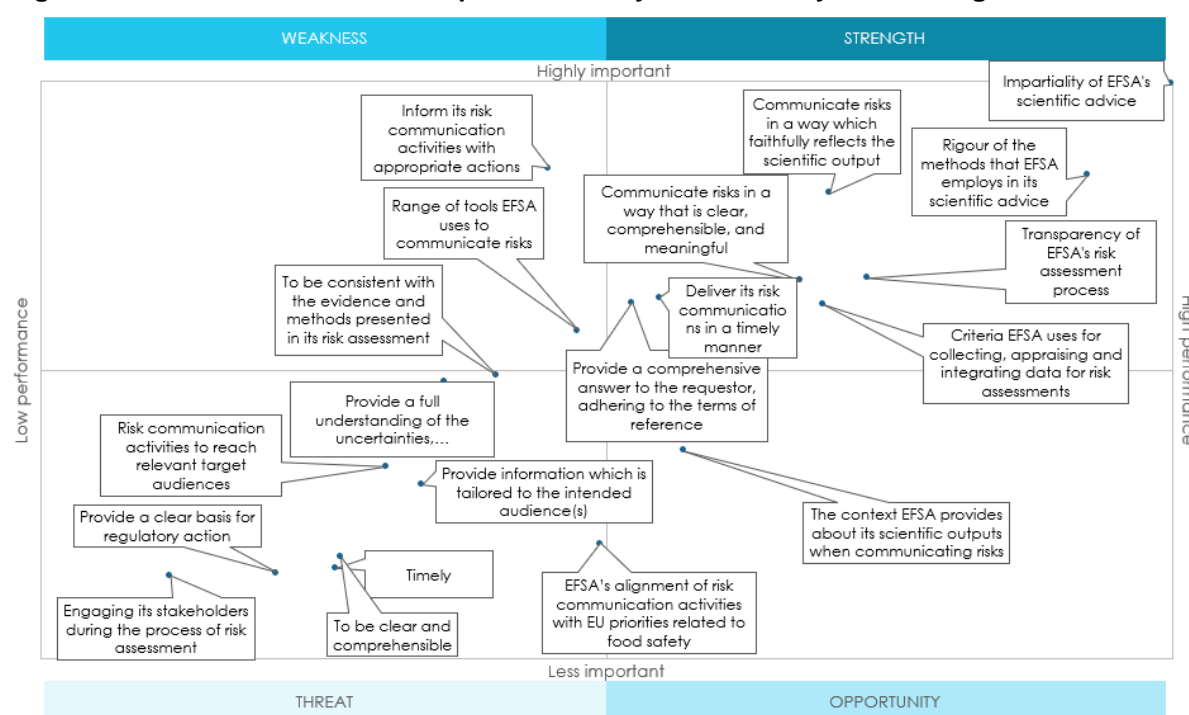 WEAKNESS
STRENGTH
Highly important
Impartiality of EFSA's
scientific advice
Inform its risk
communication
activities with
appropriate actions
Communicate risks
in a way which
faithfully reflects the
scientific output
Rigour of the
methods that EFSA
employs in its
scientific advice
Range of tools EFSA
uses to
communicate risks
Communicate risks in a
way that is clear,
comprehensible, and
meaningful
Transparency of
EFSA's risk
assessment
process
To be consistent with
the evidence and
methods presented
in its risk assessment
Deliver its risk
communicatio
ns in a timely
manner
Criteria EFSA uses for
collecting, appraising and
integrating data for risk
assessments
Low performance
High performance
Provide a comprehensive
answer to the requestor,
adhering to the terms of
reference
Provide a full
understanding of the
uncertainties,...
Risk communication
activities to reach
relevant target
audiences
Provide information which is
tailored to the intended
audience(s)
Provide a clear basis for
regulatory action
The context EFSA provides
about its scientific outputs
when communicating risks
Timely
EFSA's alignment of risk
communication activities
with EU priorities related to
food safety
Engaging its stakeholders
during the process of risk
assessment
To be clear and
comprehensible
Less important
THREAT
OPPORTUNITY